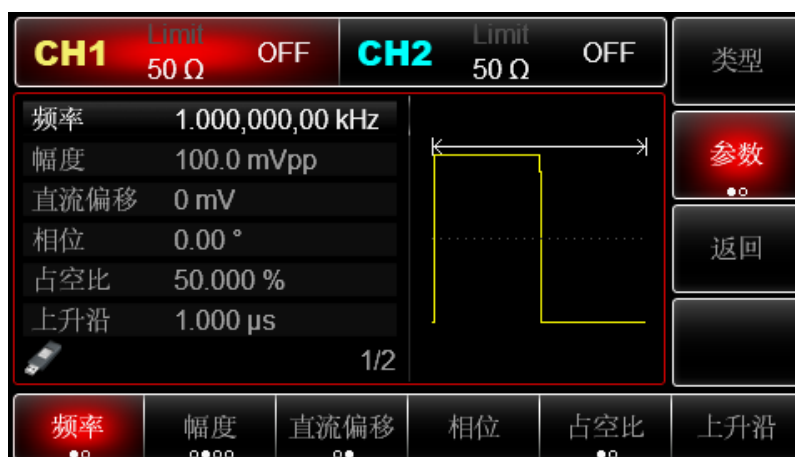 CH1 Limit 50 Ω OFF CH2 Limit 50 Ω OFF
类型
频率 1.000,000,00 kHz
幅度 100.0 mVpp
直流偏移 0 mV
相位 0.00 °
占空比 50.000 %
上升沿 1.000 µs
1/2
参数
返回
频率 幅度 直流偏移 相位 占空比 上升沿